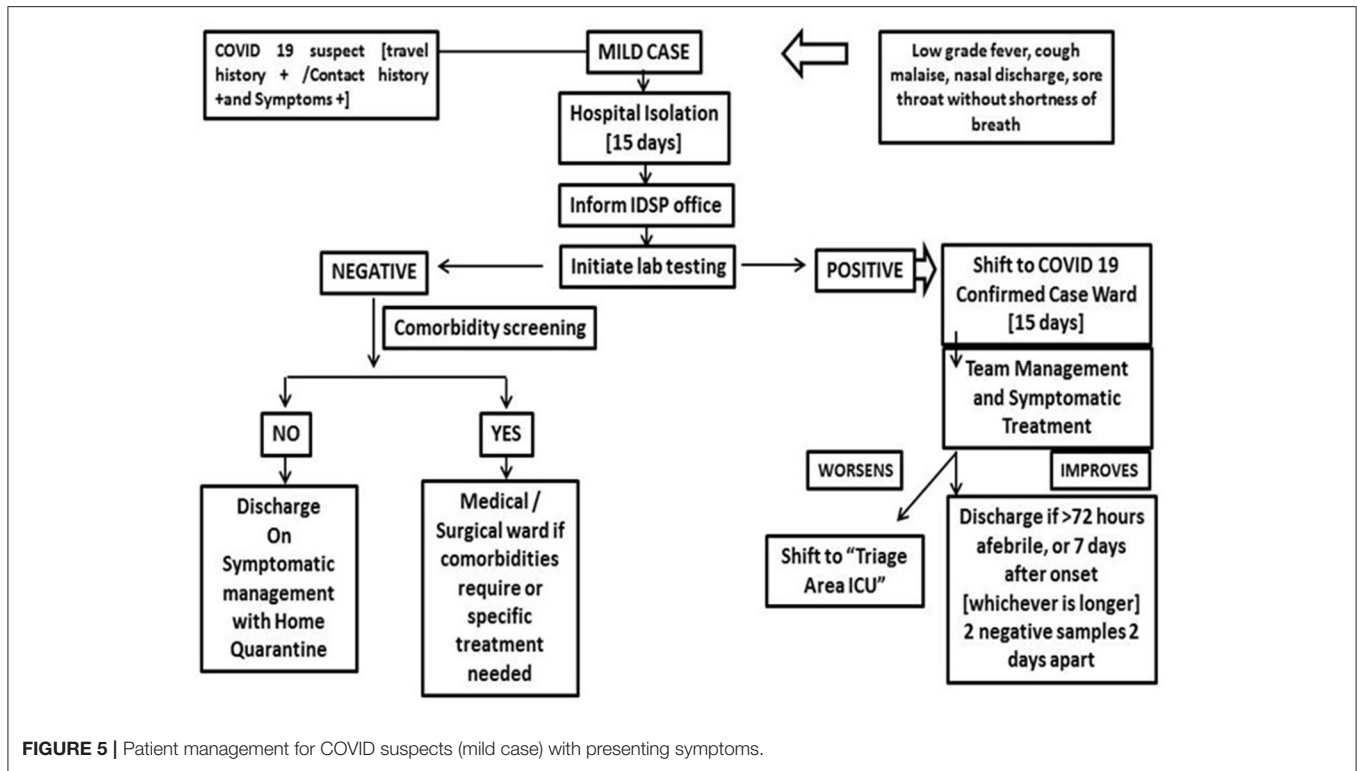 COVID 19 suspect [travel
history + /Contact history
+and Symptoms +]
MILD CASE
Low grade fever, cough
malaise, nasal discharge, sore
throat without shortness of
breath
Hospital Isolation
[15 days]
Inform IDSP office
Initiate lab testing
NEGATIVE
POSITIVE
Shift to COVID 19
Confirmed Case Ward
[15 days]
Comorbidity screening
Team Management
and Symptomatic
Treatment
NO
YES
WORSENS
IMPROVES
Discharge
On
Symptomatic
management
with Home
Quarantine
Medical /
Surgical ward if
comorbidities
require or
specific
treatment
needed
Shift to “Triage
Area ICU”
Discharge if >72 hours
afebrile, or 7 days
after onset
[whichever is longer]
2 negative samples 2
days apart
FIGURE 5 | Patient management for COVID suspects (mild case) with presenting symptoms.